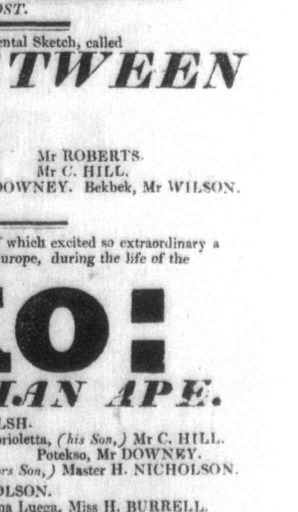 OST.
ental Sketch, called
TWEEN
Mr ROBERTS.
Mr C. HILL.
DOWNEY. Bekbek, Mr WILSON.
which excited so extraordinary a
urope, during the life of the
ko:
IAN APE.
LSH.
orioletta, (his Son,) Mr C. HILL.
Potekso, Mr DOWNEY.
rs Son,) Master H. NICHOLSON.
OLSON.
na Luega, Miss H. BURRELL.